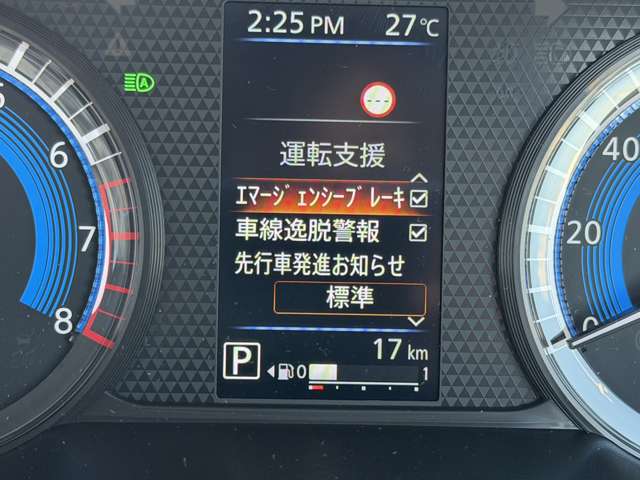 2:25 PM 27℃
運転支援
エマージェンシーブレーキ
車線逸脱警報
先行車発進お知らせ
標準
P 17 km
0 1
5
6
7
8
40
20
0